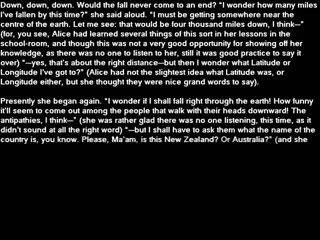 Down, down, down. Would the fall never come to an end? "I wonder how many miles
I've fallen by this time?" she said aloud. "I must be getting somewhere near the
centre of the earth. Let me see: that would be four thousand miles down, I think—"
(for, you see, Alice had learned several things of this sort in her lessons in the
school-room, and though this was not a very good opportunity for showing off her
knowledge, as there was no one to listen to her, still it was good practice to say it
over) "—yes, that's about the right distance—but then I wonder what Latitude or
Longitude I've got to?" (Alice had not the slightest idea what Latitude was, or
Longitude either, but she thought they were nice grand words to say).
Presently she began again. "I wonder if I shall fall right through the earth! How funny
it'll seem to come out among the people that walk with their heads downward! The
antipathies, I think—" (she was rather glad there was no one listening, this time, as it
didn't sound at all the right word) "—but I shall have to ask them what the name of the
country is, you know. Please, Ma'am, is this New Zealand? Or Australia?" (and she